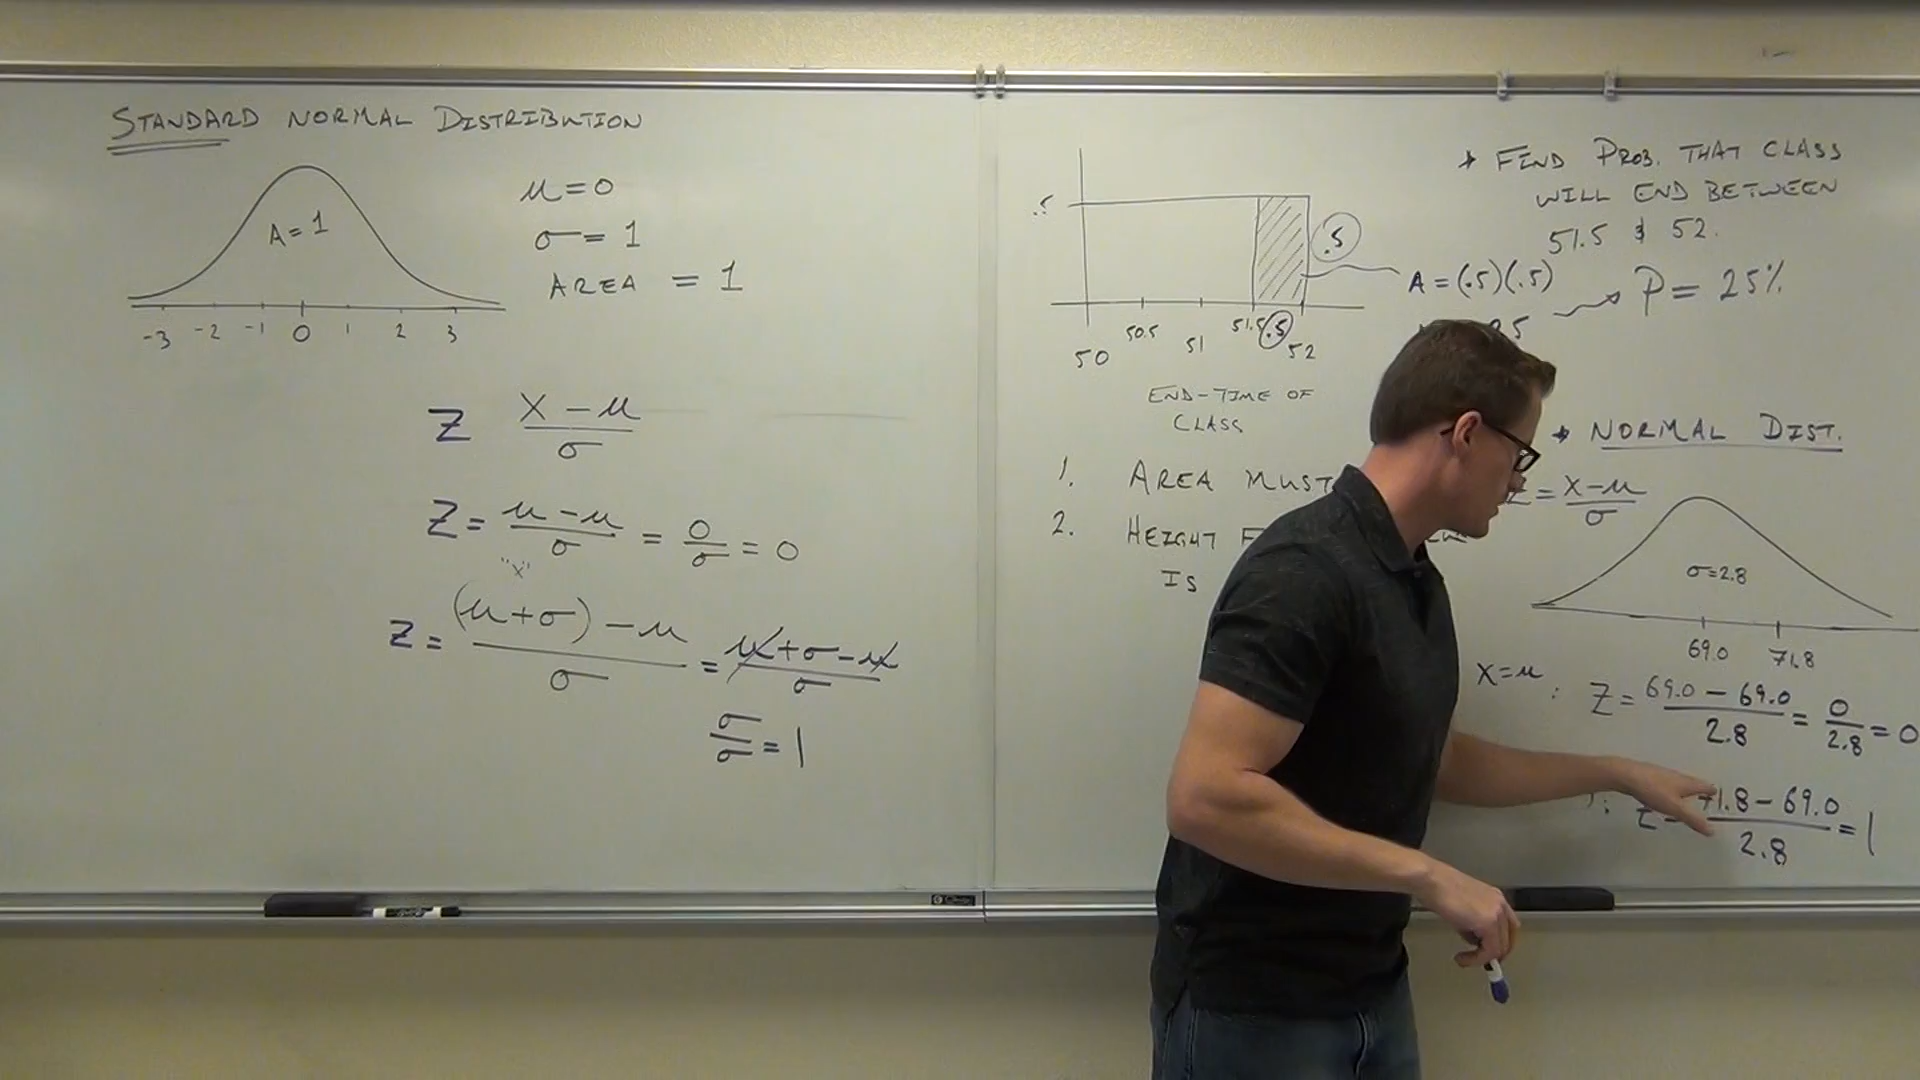 STANDARD NORMAL DISTRIBUTION
A = 1
μ = 0
σ = 1
AREA = 1
-3 -2 -1 0 1 2 3
Z x - μ / σ
Z = μ - μ / σ = 0 / σ = 0
"x"
Z = (μ + σ) - μ / σ = μ + σ - μ / σ
σ / σ = 1
.5
.5
50 50.5 51 51.5 .5 52
END-TIME OF
CLASS
A = (.5)(.5)
* FIND PROB. THAT CLASS
WILL END BETWEEN
51.5 & 52.
P = 25%
1. AREA MUST
2. HEIGHT
IS
* NORMAL DIST.
Z = x - μ / σ
σ = 2.8
69.0 71.8
X = μ : Z = 69.0 - 69.0 / 2.8 = 0 / 2.8 = 0
: Z = 71.8 - 69.0 / 2.8 = 1